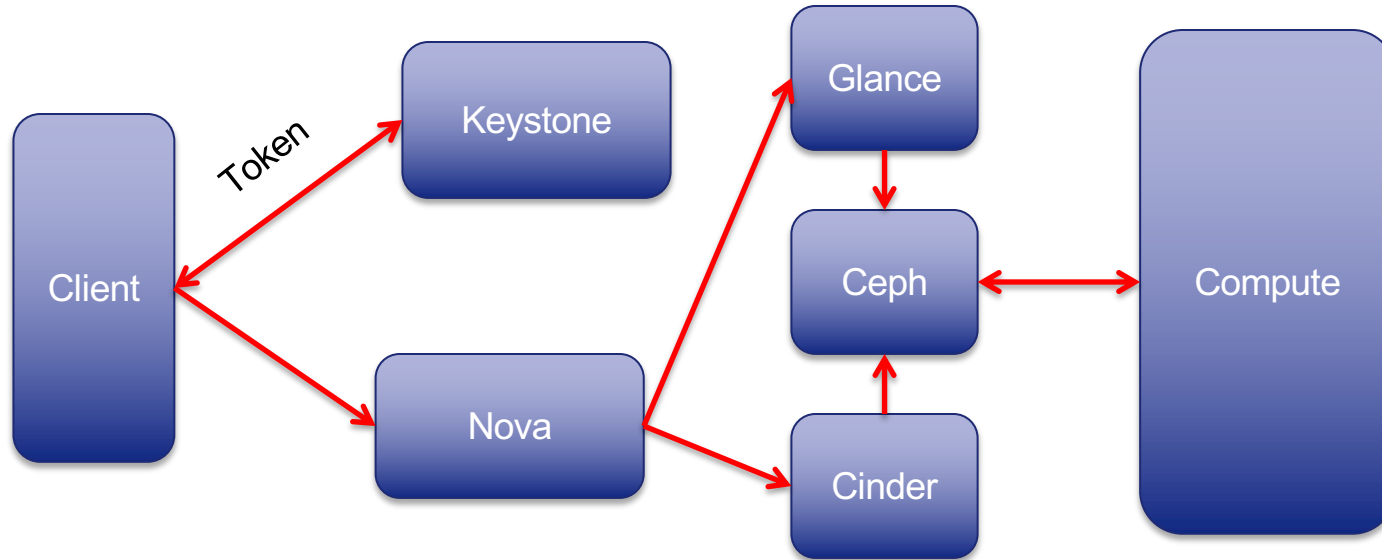 Client
Token
Keystone
Nova
Glance
Ceph
Cinder
Compute